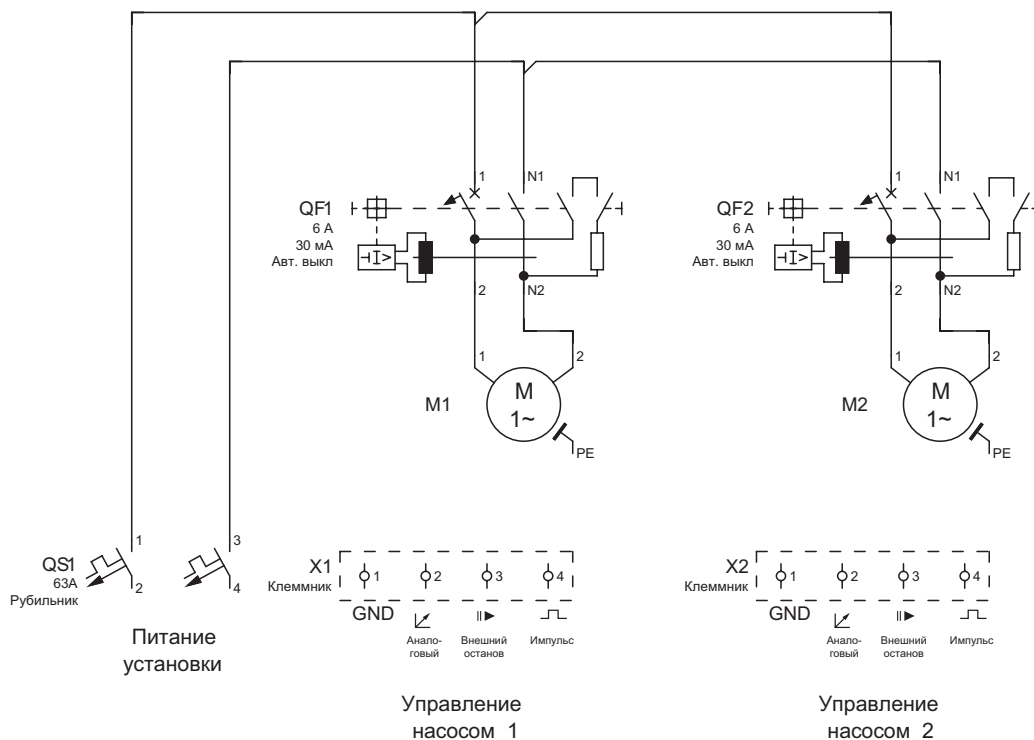 1
N1
QF1
6 А
30 мА
Авт. выкл
I>
2
N2
1
2
M1
M
1~
PE
1
N1
QF2
6 А
30 мА
Авт. выкл
I>
2
N2
1
2
M2
M
1~
PE
QS1
63А
Рубильник
1
2
3
4
Питание
установки
X1
Клеммник
1
2
3
4
GND
Анало-
говый
Внешний
останов
Импульс
Управление
насосом 1
X2
Клеммник
1
2
3
4
GND
Анало-
говый
Внешний
останов
Импульс
Управление
насосом 2